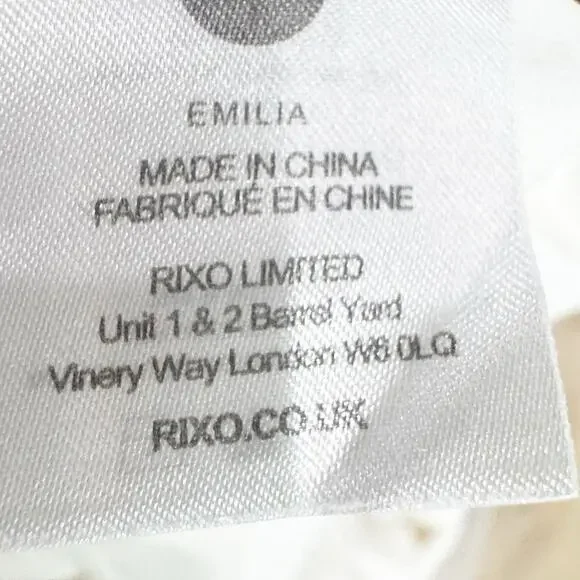 EMILIA
MADE IN CHINA
FABRIQUÉ EN CHINE
RIXO LIMITED
Unit 1 & 2 Barrel Yard
Vinery Way London W6 0LQ
RIXO.CO.UK